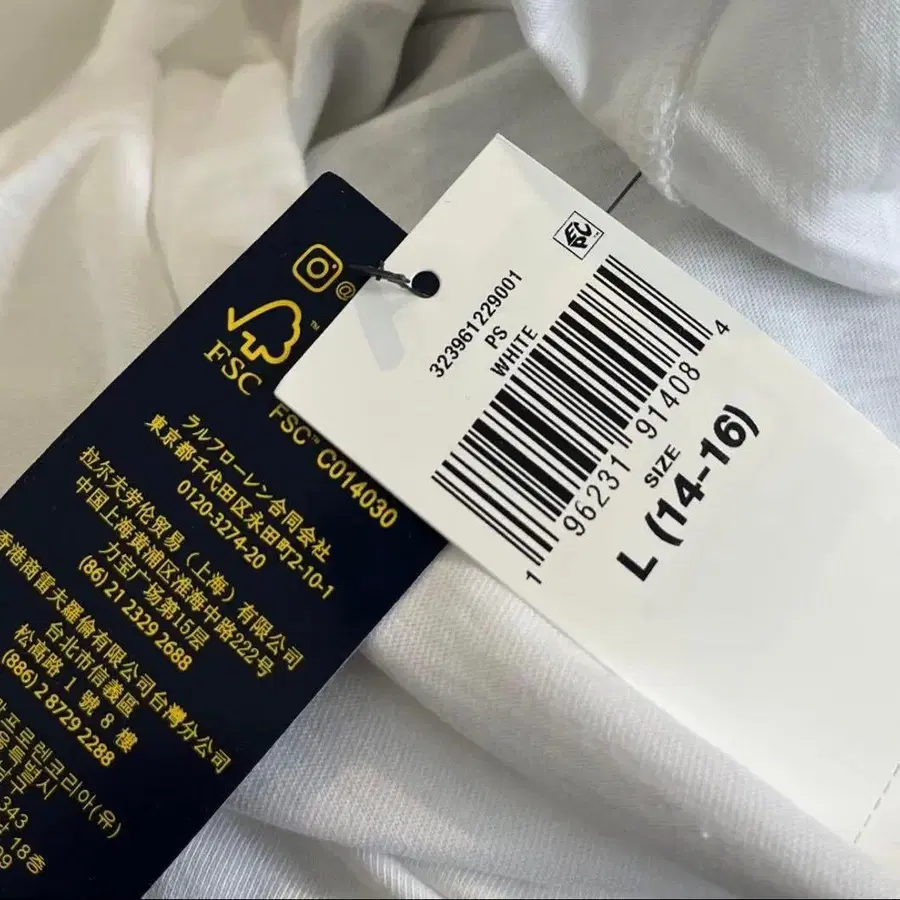 @
FSC™
FSC™ C014030
ラルフローレン合同会社
東京都千代田区永田町2-10-1
0120-3274-20
拉尔夫劳伦贸易（上海）有限公司
中国上海黄浦区淮海中路222号
力宝广场第15层
(86) 21 2329 2688
香港商雷夫羅倫有限公司台灣分公司
台北市信義區
松高路 1 號 8 樓
(886) 2 8729 2288
랄프로렌코리아(유)
343
18층
EPC™
323961229001
PS
WHITE
1 96231 91408 4
SIZE
L (14-16)